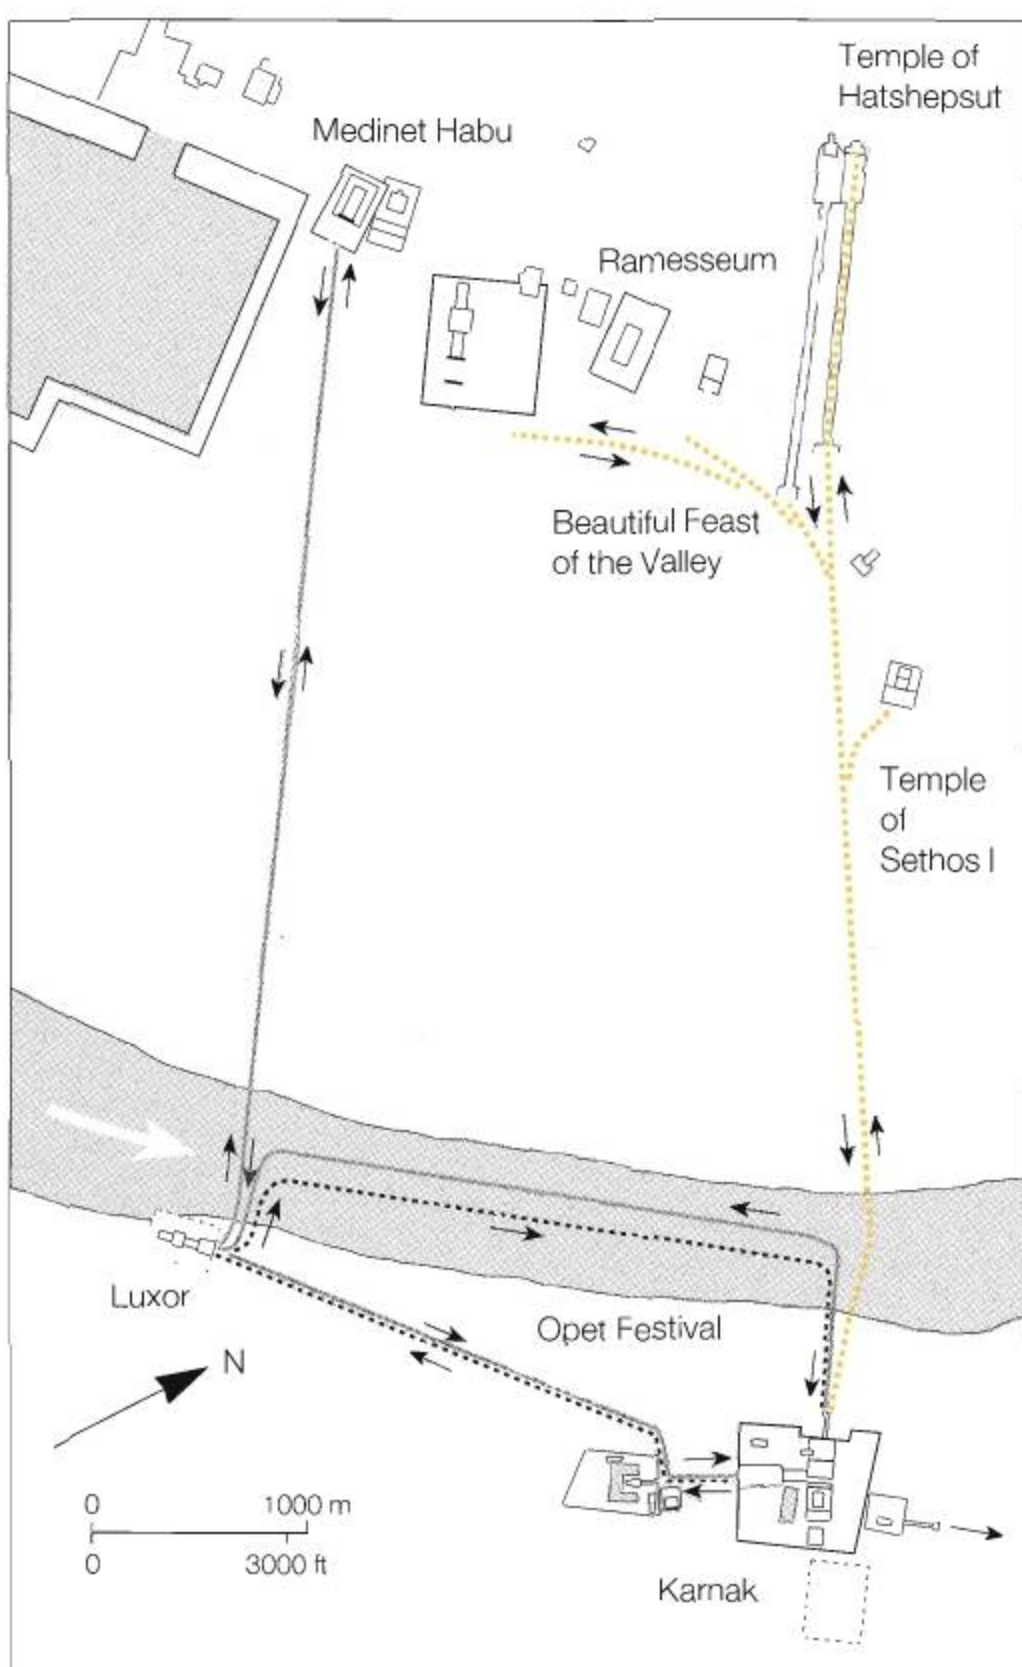 Temple of
Hatshepsut
Medinet Habu
Ramesseum
Beautiful Feast
of the Valley
Temple
of
Sethos I
Luxor
Opet Festival
N
0 1000 m
0 3000 ft
Karnak